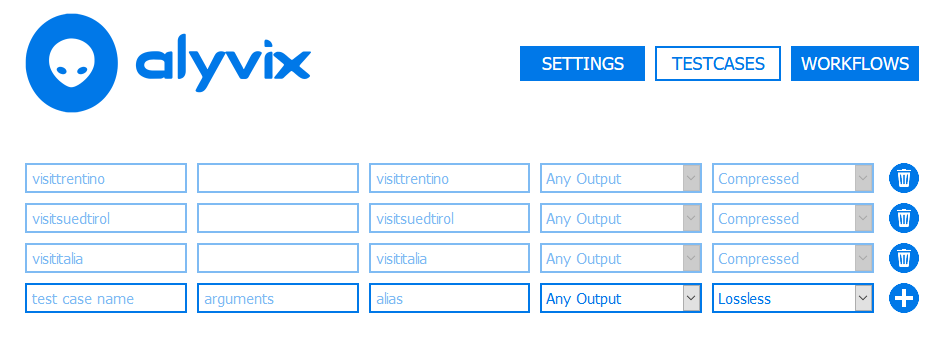 alyvix
SETTINGS TESTCASES WORKFLOWS
visittrentino visittrentino Any Output Compressed
visitsuedtirol visitsuedtirol Any Output Compressed
visititalia visititalia Any Output Compressed
test case name arguments alias Any Output Lossless